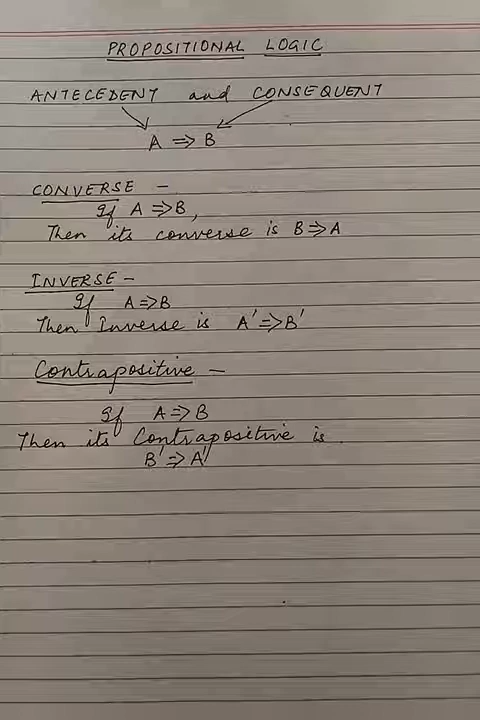 PROPOSITIONAL LOGIC
ANTECEDENT and CONSEQUENT
A ⇒ B
CONVERSE –
If A ⇒ B,
Then its converse is B ⇒ A
INVERSE –
If A ⇒ B
Then Inverse is A' ⇒ B'
Contrapositive –
If A ⇒ B
Then its Contrapositive is
B' ⇒ A'